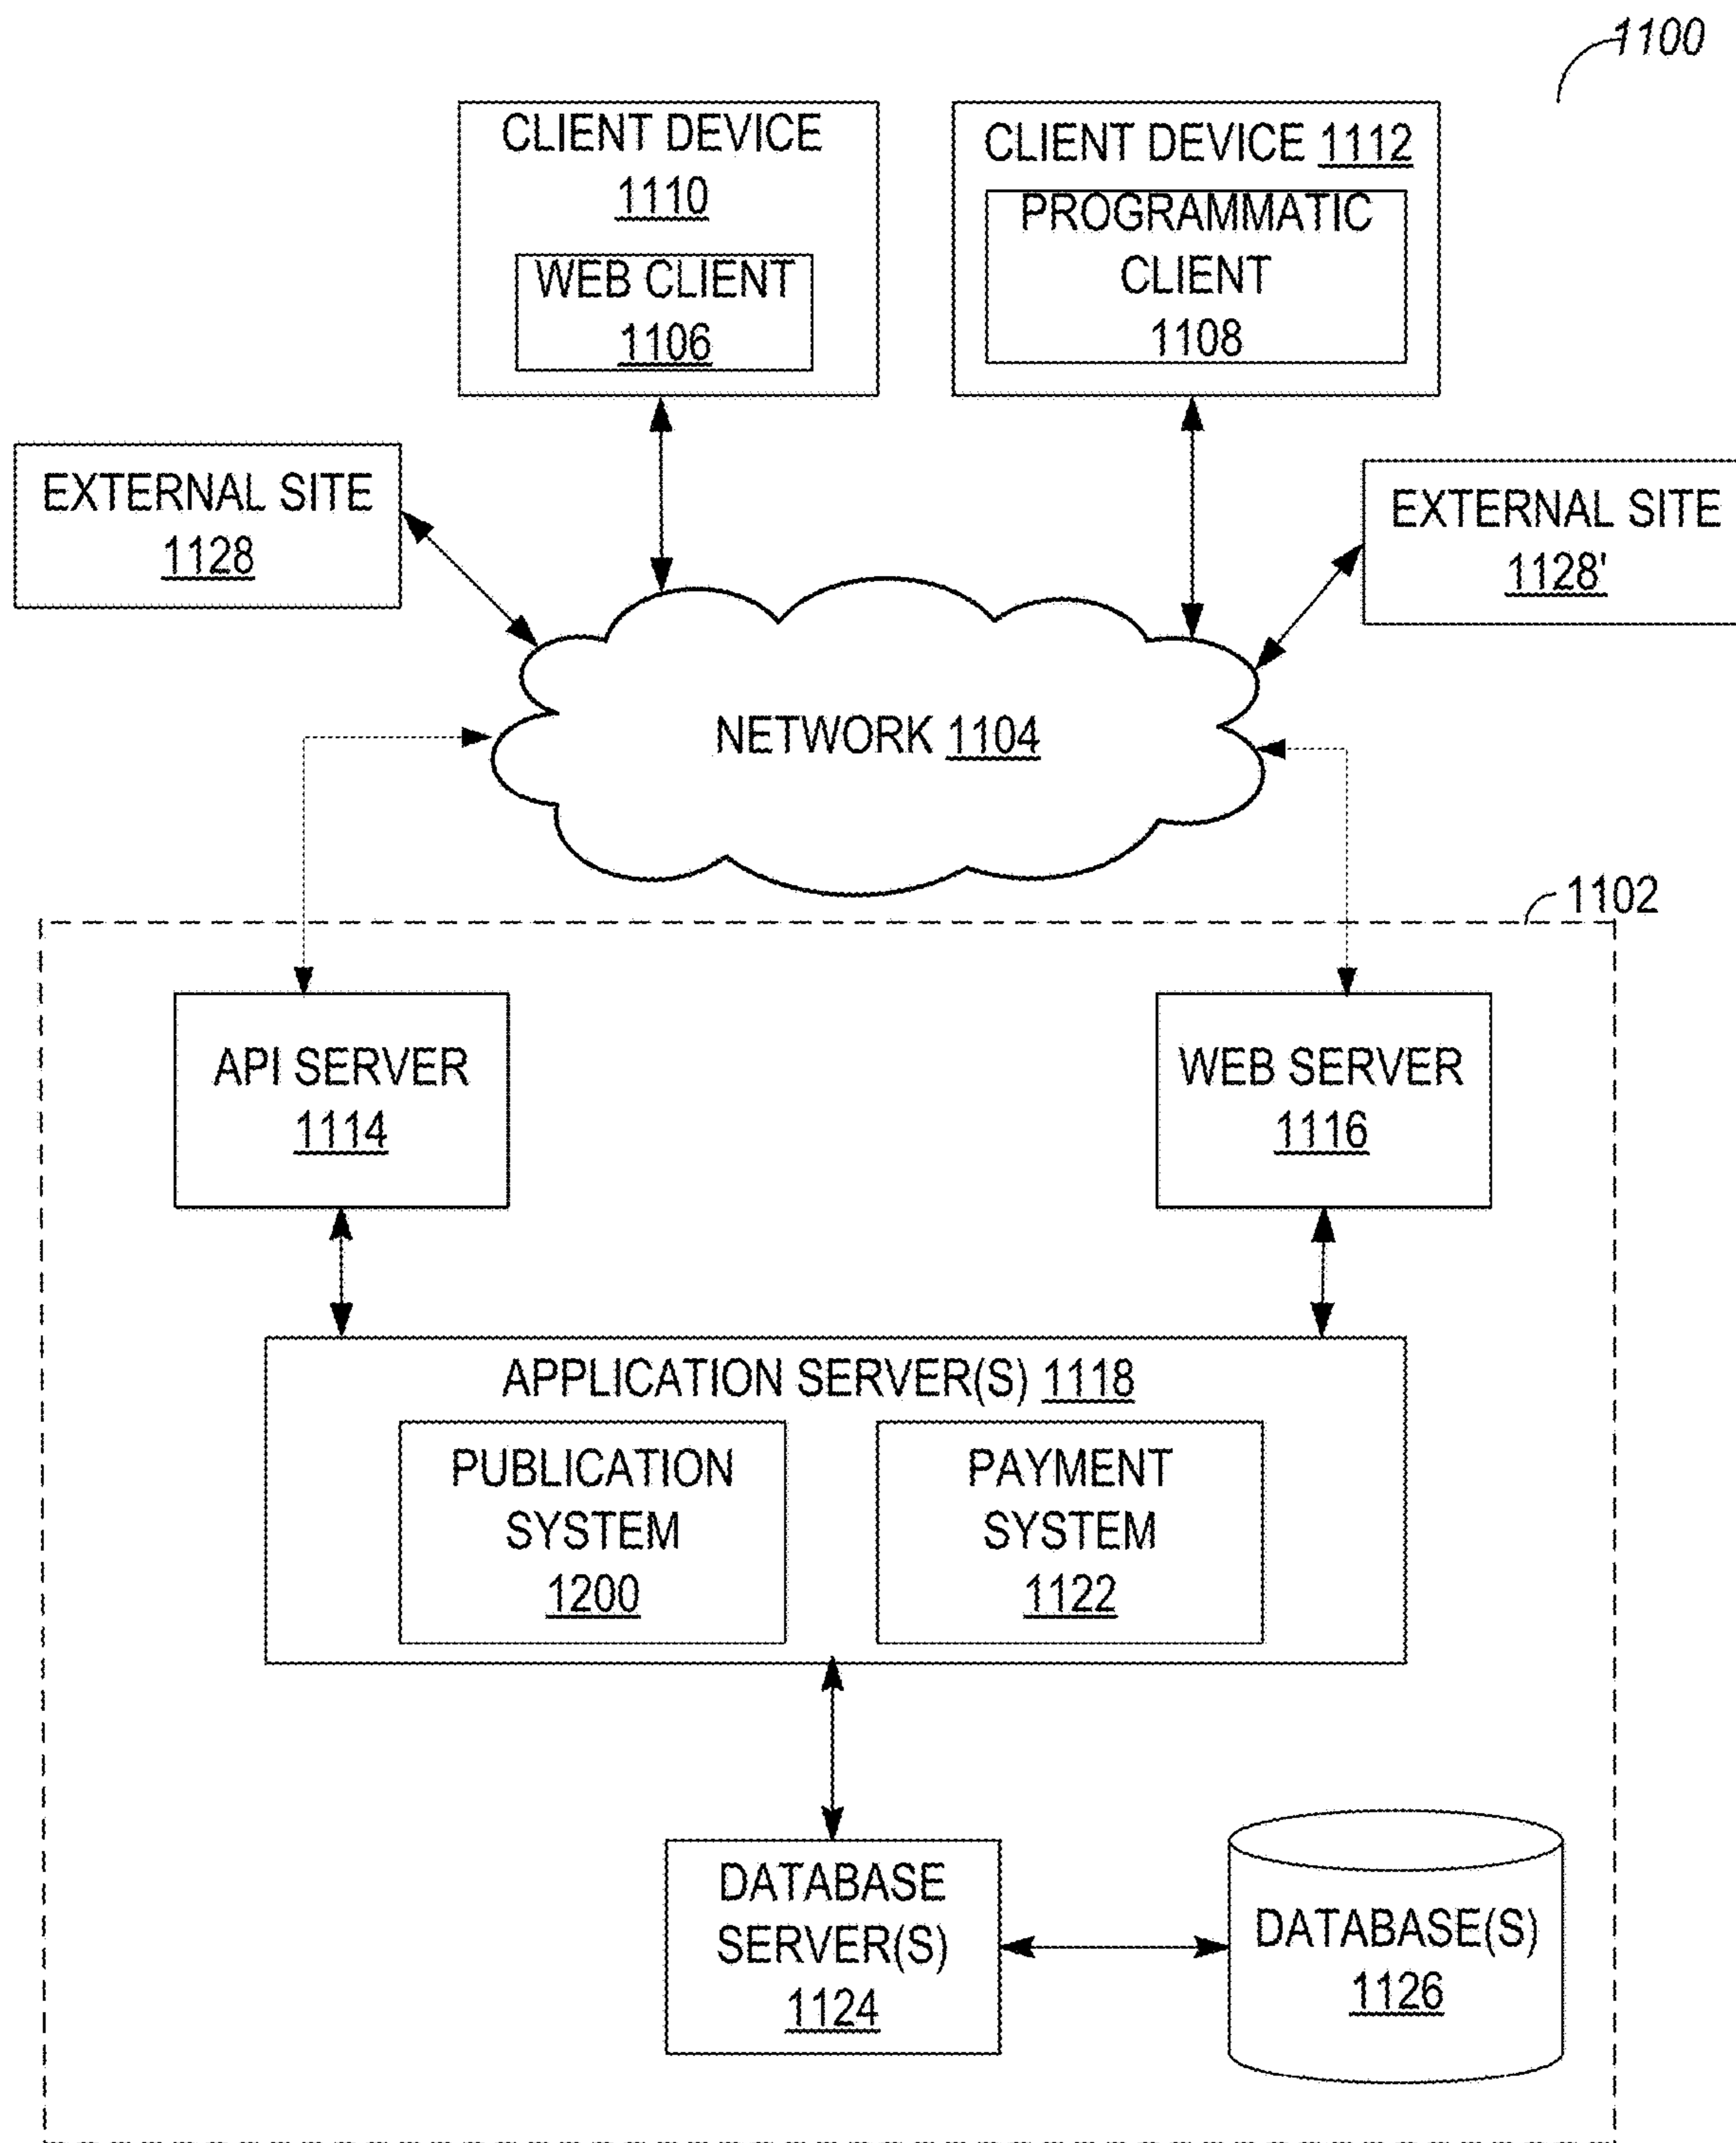 1100
CLIENT DEVICE
1110
WEB CLIENT
1106
CLIENT DEVICE 1112
PROGRAMMATIC
CLIENT
1108
EXTERNAL SITE
1128
EXTERNAL SITE
1128'
NETWORK 1104
1102
API SERVER
1114
WEB SERVER
1116
APPLICATION SERVER(S) 1118
PUBLICATION
SYSTEM
1200
PAYMENT
SYSTEM
1122
DATABASE
SERVER(S)
1124
DATABASE(S)
1126